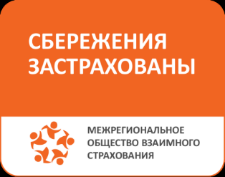 СБЕРЕЖЕНИЯ
ЗАСТРАХОВАНЫ
МЕЖРЕГИОНАЛЬНОЕ
ОБЩЕСТВО ВЗАИМНОГО
СТРАХОВАНИЯ